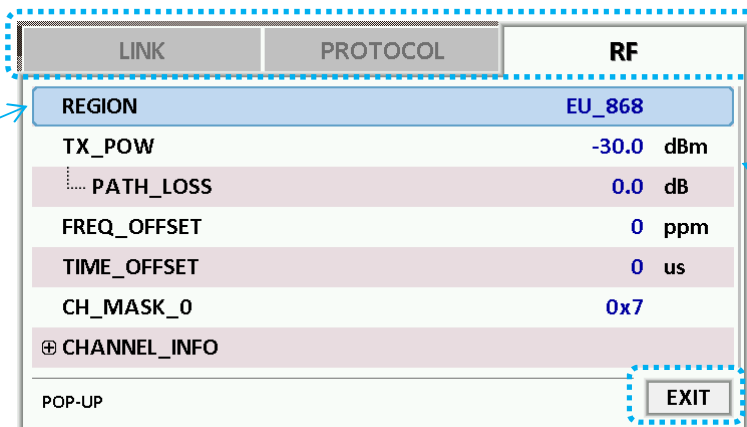 LINK PROTOCOL RF
REGION EU_868
TX_POW -30.0 dBm
PATH_LOSS 0.0 dB
FREQ_OFFSET 0 ppm
TIME_OFFSET 0 us
CH_MASK_0 0x7
CHANNEL_INFO
POP-UP EXIT